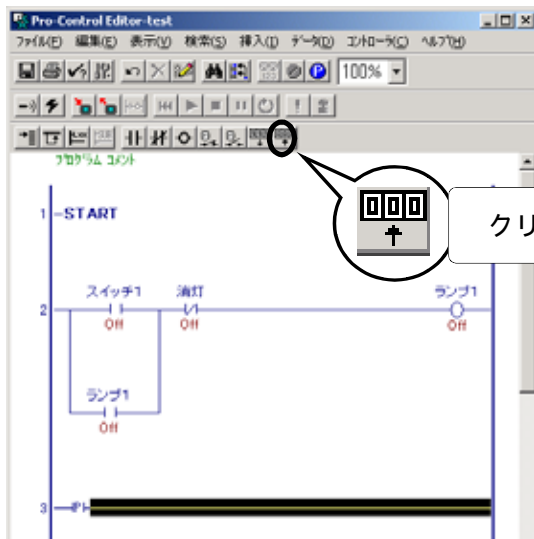 Pro-Control Editor-test
ﾌｧｲﾙ(F) 編集(E) 表示(V) 検索(S) 挿入(I) ﾃﾞｰﾀ(D) ｺﾝﾄﾛｰﾗ(C) ﾍﾙﾌﾟ(H)
100%
ﾌﾟﾛｸﾞﾗﾑ ｺﾒﾝﾄ
1 START
000
クリ
スイッチ1 消灯 ランプ1
2
Off Off Off
ランプ1
Off
3